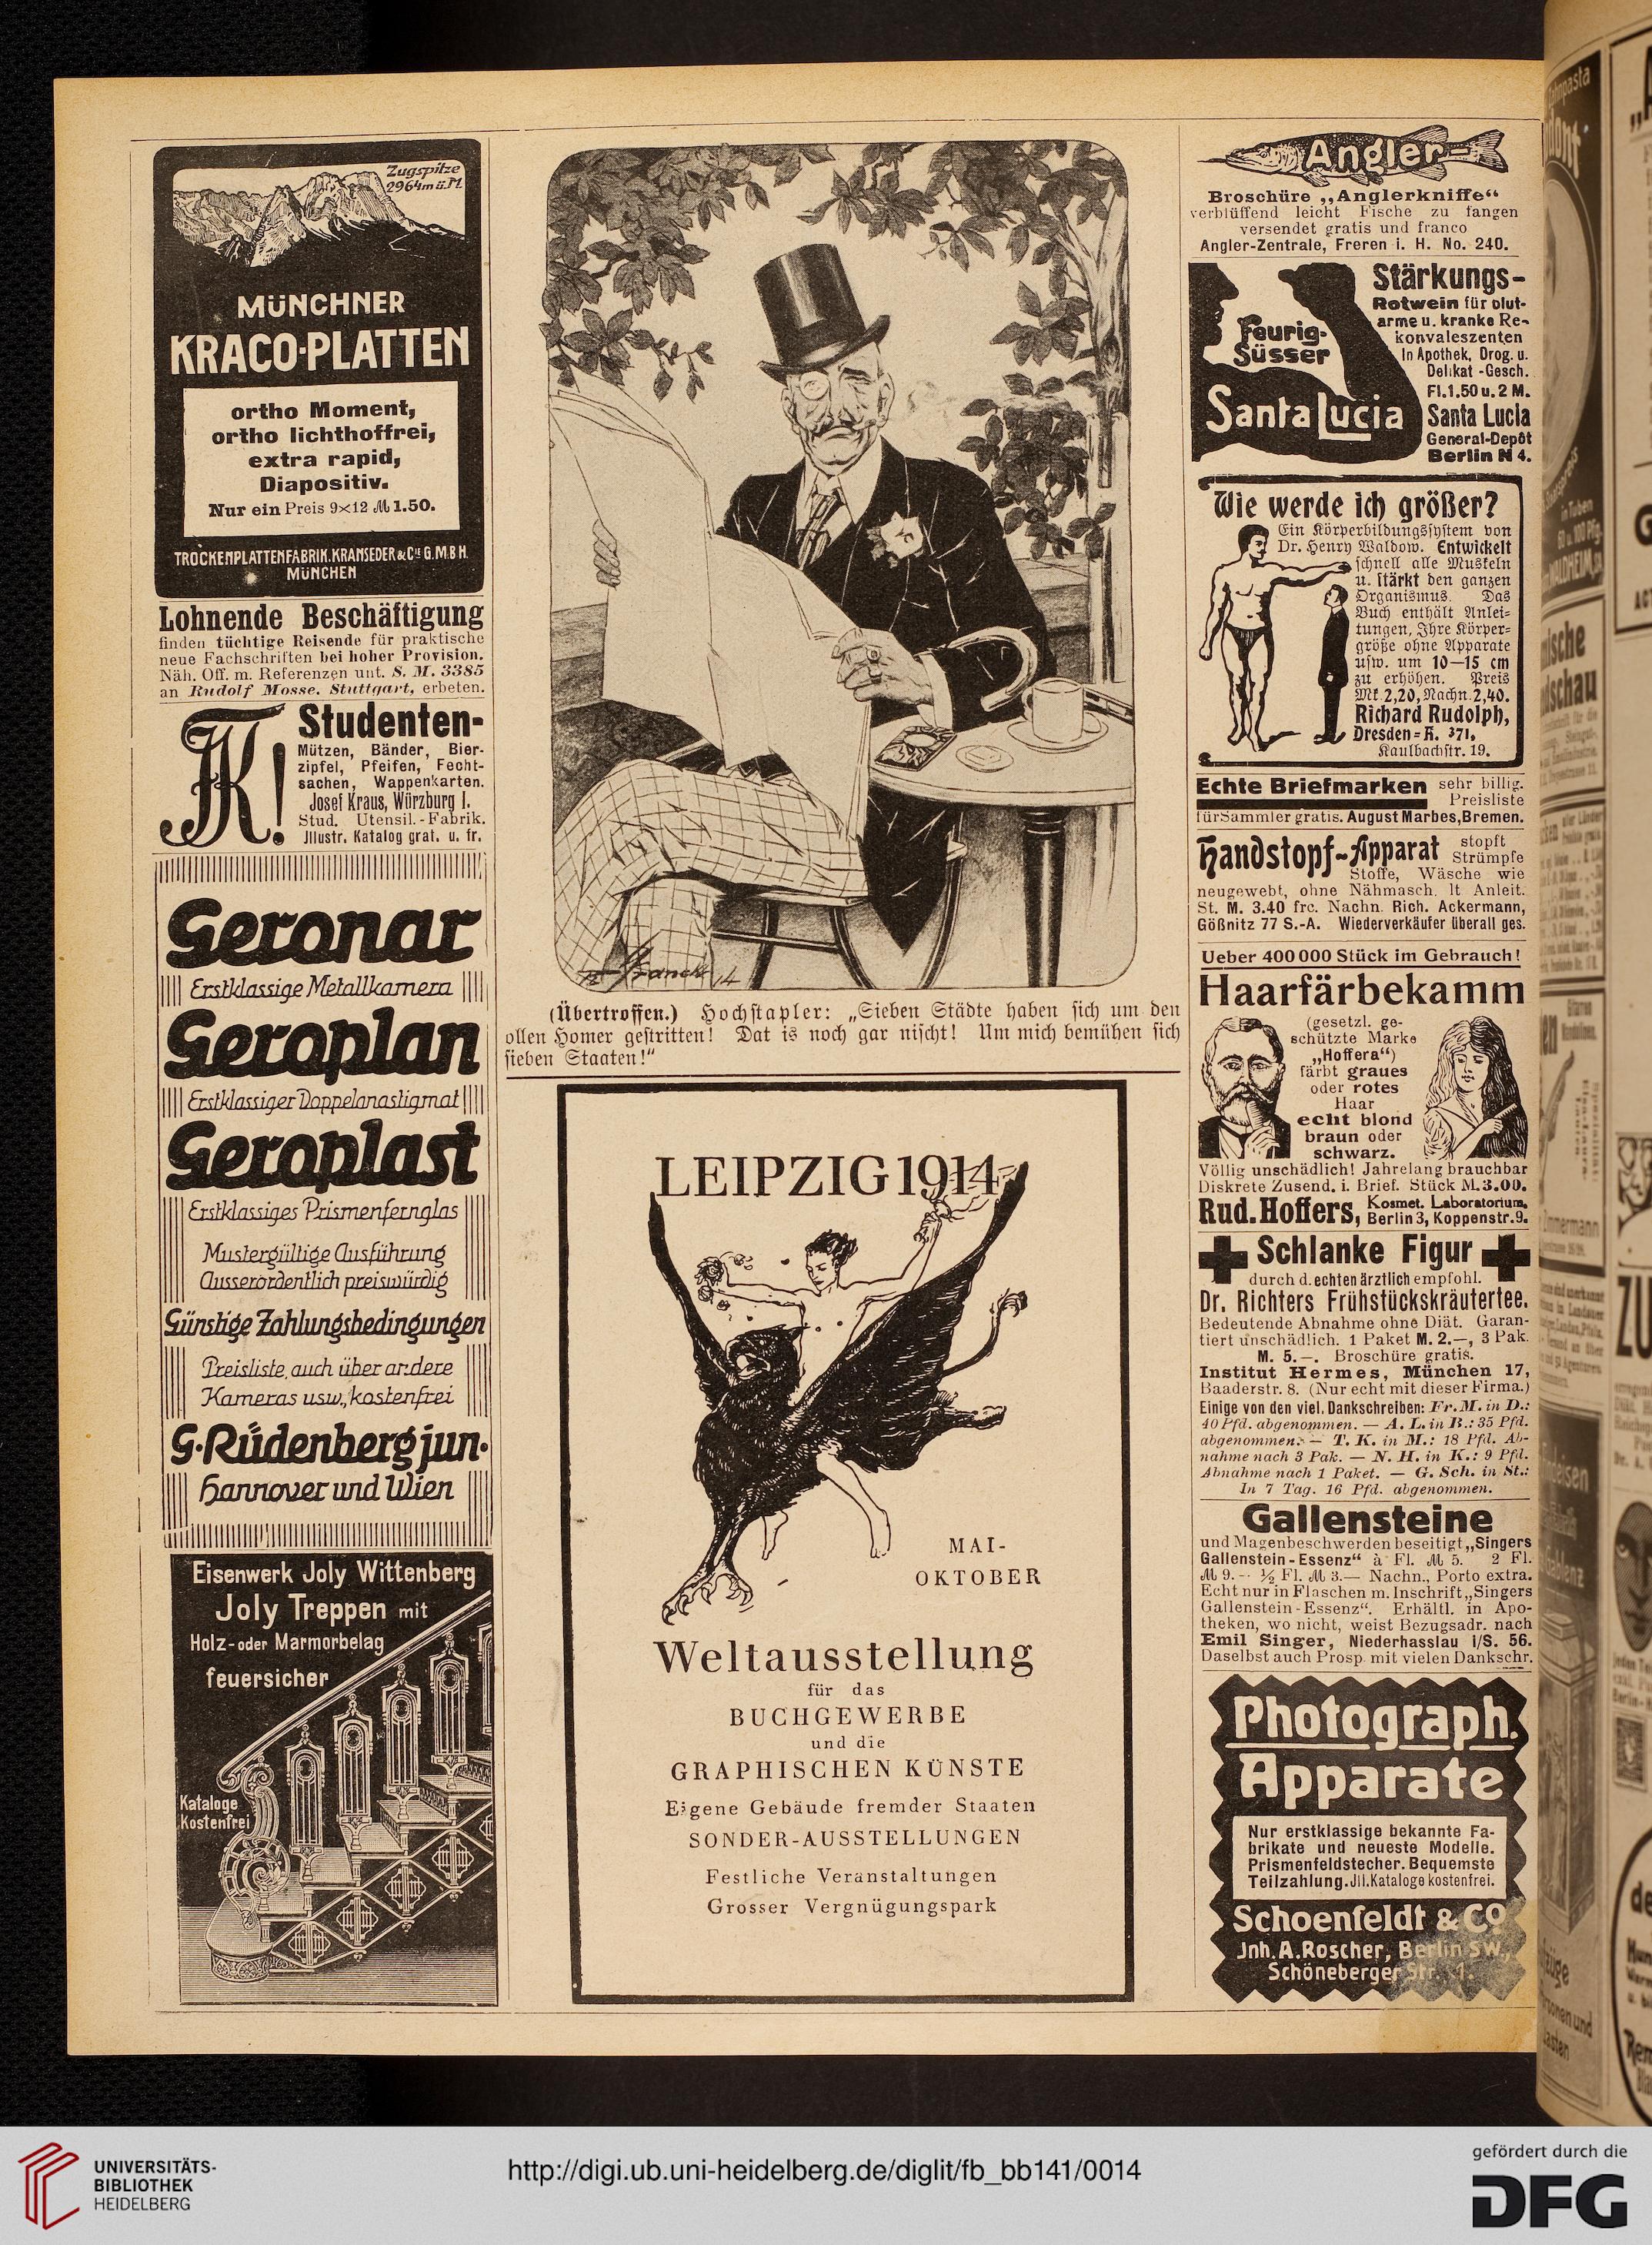 Zugspitze
2964m ü.M.
MÜNCHNER
KRACO-PLATTEN
ortho Moment,
ortho lichthoffrei,
extra rapid,
Diapositiv.
Nur ein Preis 9×12 M 1.50.
TROCKENPLATTENFABRIK.KRANSEDER & Cie G.M.B.H.
MÜNCHEN
Lohnende Beschäftigung
finden tüchtige Reisende für praktische
neue Fachschriften bei hoher Provision.
Näh. Off. m. Referenzen unt. S. M. 3385
an Rudolf Mosse, Stuttgart, erbeten.
Studenten-
Mützen, Bänder, Bier-
zipfel, Pfeifen, Fecht-
sachen, Wappenkarten.
Josef Kraus, Würzburg I.
Stud. Utensil.-Fabrik.
Jllustr. Katalog grat. u. fr.
Geronar
Erstklassige Metallkamera
Geroplan
Erstklassiger Doppelanastigmat
Geroplast
Erstklassiges Prismenfernglas
Mustergültige Ausführung
Ausserordentlich preiswürdig
Günstige Zahlungsbedingungen
Preisliste, auch über andere
Kameras usw., kostenfrei
G. Rüdenberg jun.
Hannover und Wien
Eisenwerk Joly Wittenberg
Joly Treppen mit
Holz- oder Marmorbelag
feuersicher
Kataloge
kostenfrei
Franck 14
(Übertroffen.) Hochstapler: „Sieben Städte haben sich um den
ollen Homer gestritten! Dat is noch gar nischt! Um mich bemühen sich
sieben Staaten!“
LEIPZIG 1914
MAI-
OKTOBER
Weltausstellung
für das
BUCHGEWERBE
und die
GRAPHISCHEN KÜNSTE
Eigene Gebäude fremder Staaten
SONDER-AUSSTELLUNGEN
Festliche Veranstaltungen
Grosser Vergnügungspark
Angler-
Broschüre „Anglerkniffe“
verblüffend leicht Fische zu fangen
versendet gratis und franco
Angler-Zentrale, Freren i. H. No. 240.
Stärkungs-
Rotwein für blut-
arme u. kranke Re-
konvaleszenten
In Apothek. Drog. u.
Delikat.-Gesch.
Fl. 1.50 u. 2 M.
Santa Lucia
General-Depôt
Berlin N 4.
Feurig-
Süsser
Santa Lucia
Wie werde ich größer?
Ein Körperbildungssystem von
Dr. Henry Waldow. Entwickelt
schnell alle Muskeln
u. stärkt den ganzen
Organismus. Das
Buch enthält Anlei-
tungen, Ihre Körper-
größe ohne Apparate
usw. um 10—15 cm
zu erhöhen. Preis
Mk. 2,20, Nachn. 2,40.
Richard Rudolph,
Dresden-K. 371,
Kaulbachstr. 19.
Echte Briefmarken sehr billig.
Preisliste
für Sammler gratis. August Marbes, Bremen.
Handstopf-Apparat stopft
Strümpfe
Stoffe, Wäsche wie
neugewebt, ohne Nähmasch. lt Anleit.
St. M. 3.40 frc. Nachn. Rich. Ackermann,
Gößnitz 77 S.-A. Wiederverkäufer überall ges.
Ueber 400000 Stück im Gebrauch!
Haarfärbekamm
(gesetzl. ge-
schützte Marke
„Hoffera“)
färbt graues
oder rotes
Haar
echt blond
braun oder
schwarz.
Völlig unschädlich! Jahrelang brauchbar
Diskrete Zusend. i. Brief. Stück M. 3.00.
Rud. Hoffers, Kosmet. Laboratorium,
Berlin 3, Koppenstr. 9.
Schlanke Figur
durch d. echten ärztlich empfohl.
Dr. Richters Frühstückskräutertee.
Bedeutende Abnahme ohne Diät. Garan-
tiert unschädlich. 1 Paket M. 2.—, 3 Pak.
M. 5.—. Broschüre gratis.
Institut Hermes, München 17,
Baaderstr. 8. (Nur echt mit dieser Firma.)
Einige von den viel. Dankschreiben: Fr. M. in D.:
40 Pfd. abgenommen. — A. L. in B.: 35 Pfd.
abgenommen. — T. K. in M.: 18 Pfd. Ab-
nahme nach 3 Pak. — N. H. in K.: 9 Pfd.
Abnahme nach 1 Paket. — G. Sch. in St.:
In 7 Tag. 16 Pfd. abgenommen.
Gallensteine
und Magenbeschwerden beseitigt „Singers
Gallenstein-Essenz“ à Fl. M 5. 2 Fl.
M 9.-- ½ Fl. M 3.— Nachn., Porto extra.
Echt nur in Flaschen m. Inschrift „Singers
Gallenstein-Essenz“. Erhältl. in Apo-
theken, wo nicht, weist Bezugsadr. nach
Emil Singer, Niederhasslau I/S. 56.
Daselbst auch Prosp. mit vielen Dankschr.
Photograph.
Apparate
Nur erstklassige bekannte Fa-
brikate und neueste Modelle.
Prismenfeldstecher. Bequemste
Teilzahlung. Jll. Kataloge kostenfrei.
Schoenfeldt & Co
Jnh. A. Roscher, Berlin SW.,
Schöneberger Str.
UNIVERSITÄTS-
BIBLIOTHEK
HEIDELBERG
http://digi.ub.uni-heidelberg.de/diglit/fb_bb141/0014
gefördert durch die
DFG